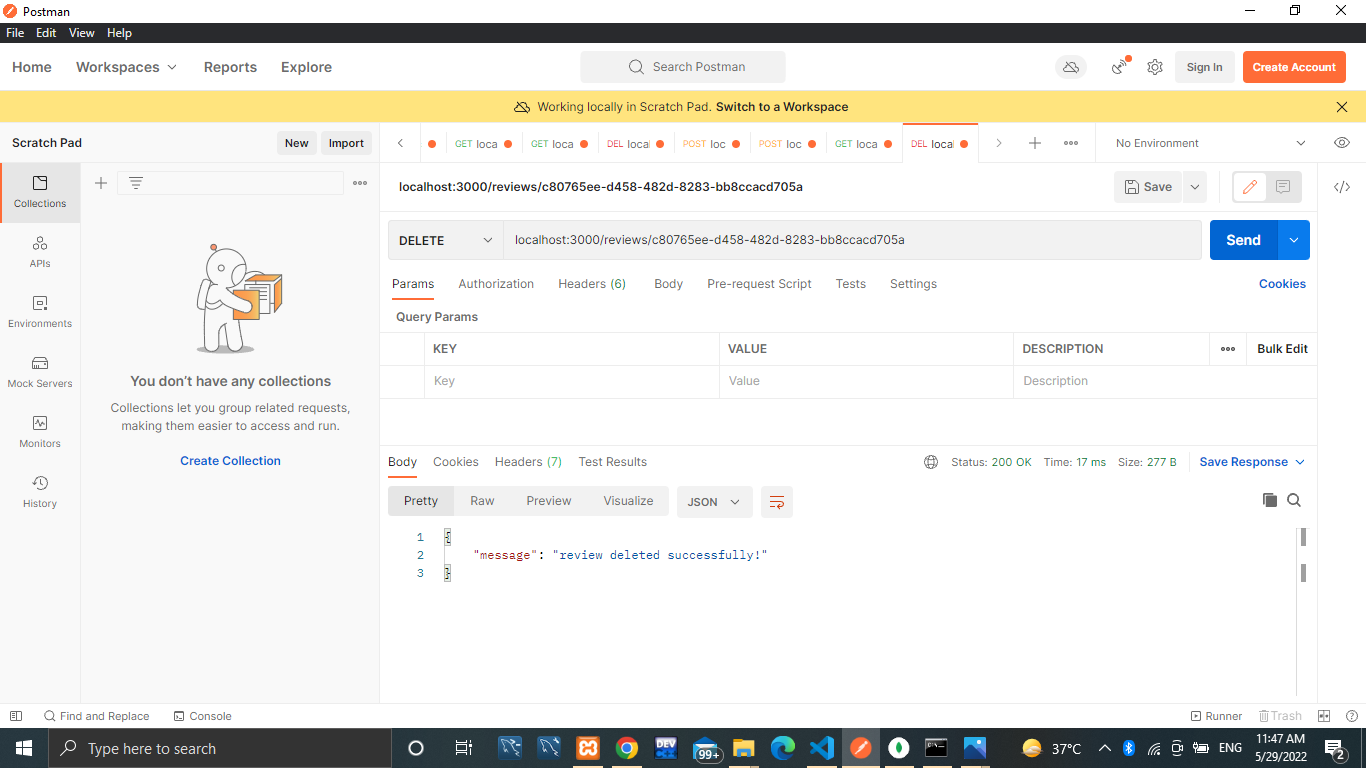 Postman
File Edit View Help
Home Workspaces Reports Explore Search Postman Sign In Create Account
Working locally in Scratch Pad. Switch to a Workspace
Scratch Pad New Import
GET loca GET loca DEL local POST loc POST loc GET loca DEL local No Environment
Collections
APIs
Environments
Mock Servers
Monitors
History
You don't have any collections
Collections let you group related requests,
making them easier to access and run.
Create Collection
localhost:3000/reviews/c80765ee-d458-482d-8283-bb8ccacd705a Save
DELETE localhost:3000/reviews/c80765ee-d458-482d-8283-bb8ccacd705a Send
Params Authorization Headers (6) Body Pre-request Script Tests Settings Cookies
Query Params
KEY VALUE DESCRIPTION Bulk Edit
Key Value Description
Body Cookies Headers (7) Test Results Status: 200 OK Time: 17 ms Size: 277 B Save Response
Pretty Raw Preview Visualize JSON
1 {
2 "message": "review deleted successfully!"
3 }
Find and Replace Console Runner Trash
Type here to search DEV C++ 99+ 37°C ENG 11:47 AM
5/29/2022 2